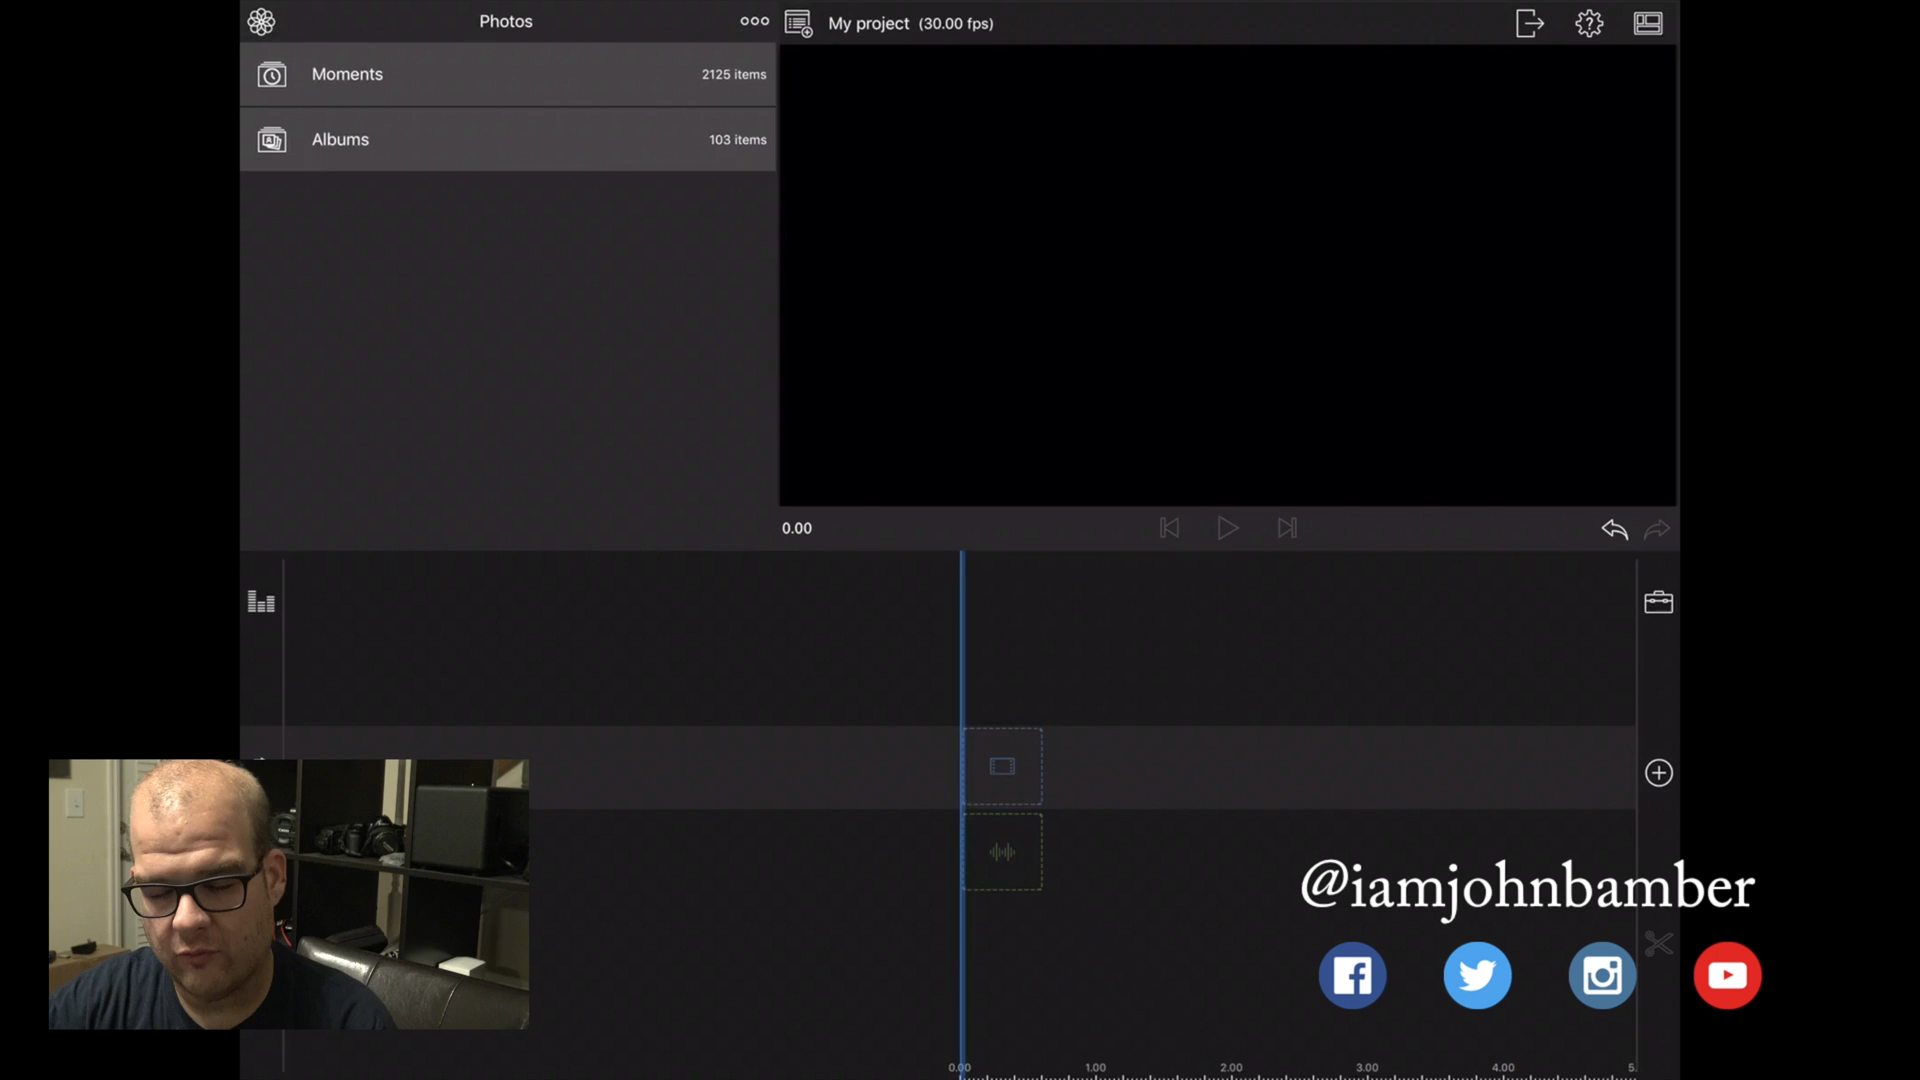 Photos
My project (30.00 fps)
Moments
2125 items
Albums
103 items
0.00
@iamjohnbamber
0.00
1.00
2.00
3.00
4.00
5.